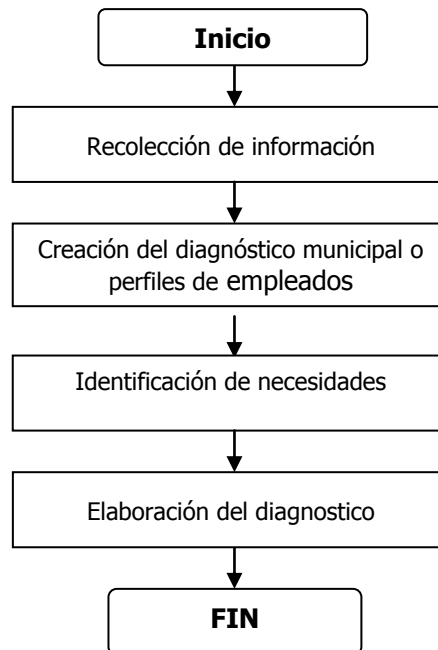 Inicio
Recolección de información
Creación del diagnóstico municipal o
perfiles de empleados
Identificación de necesidades
Elaboración del diagnostico
FIN